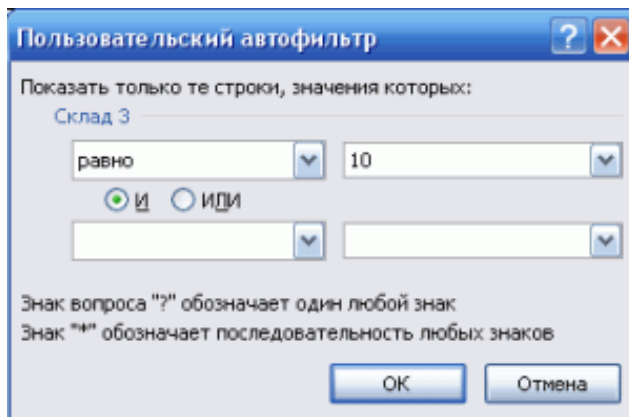 Пользовательский автофильтр
Показать только те строки, значения которых:
Склад 3
равно 10
И ИЛИ
Знак вопроса "?" обозначает один любой знак
Знак "*" обозначает последовательность любых знаков
ОК Отмена